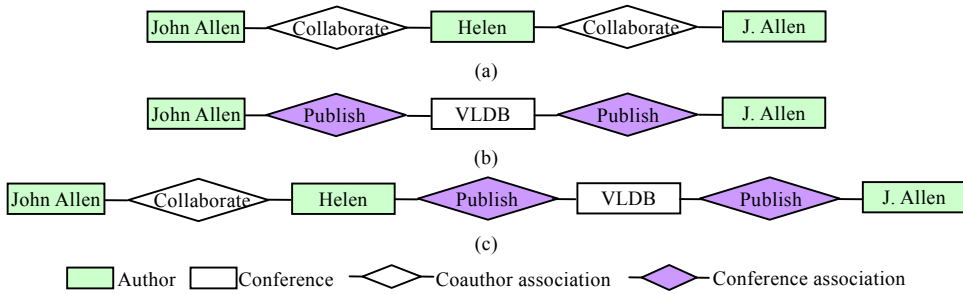 John Allen Collaborate Helen Collaborate J. Allen
(a)
John Allen Publish VLDB Publish J. Allen
(b)
John Allen Collaborate Helen Publish VLDB Publish J. Allen
(c)
Author Conference Coauthor association Conference association